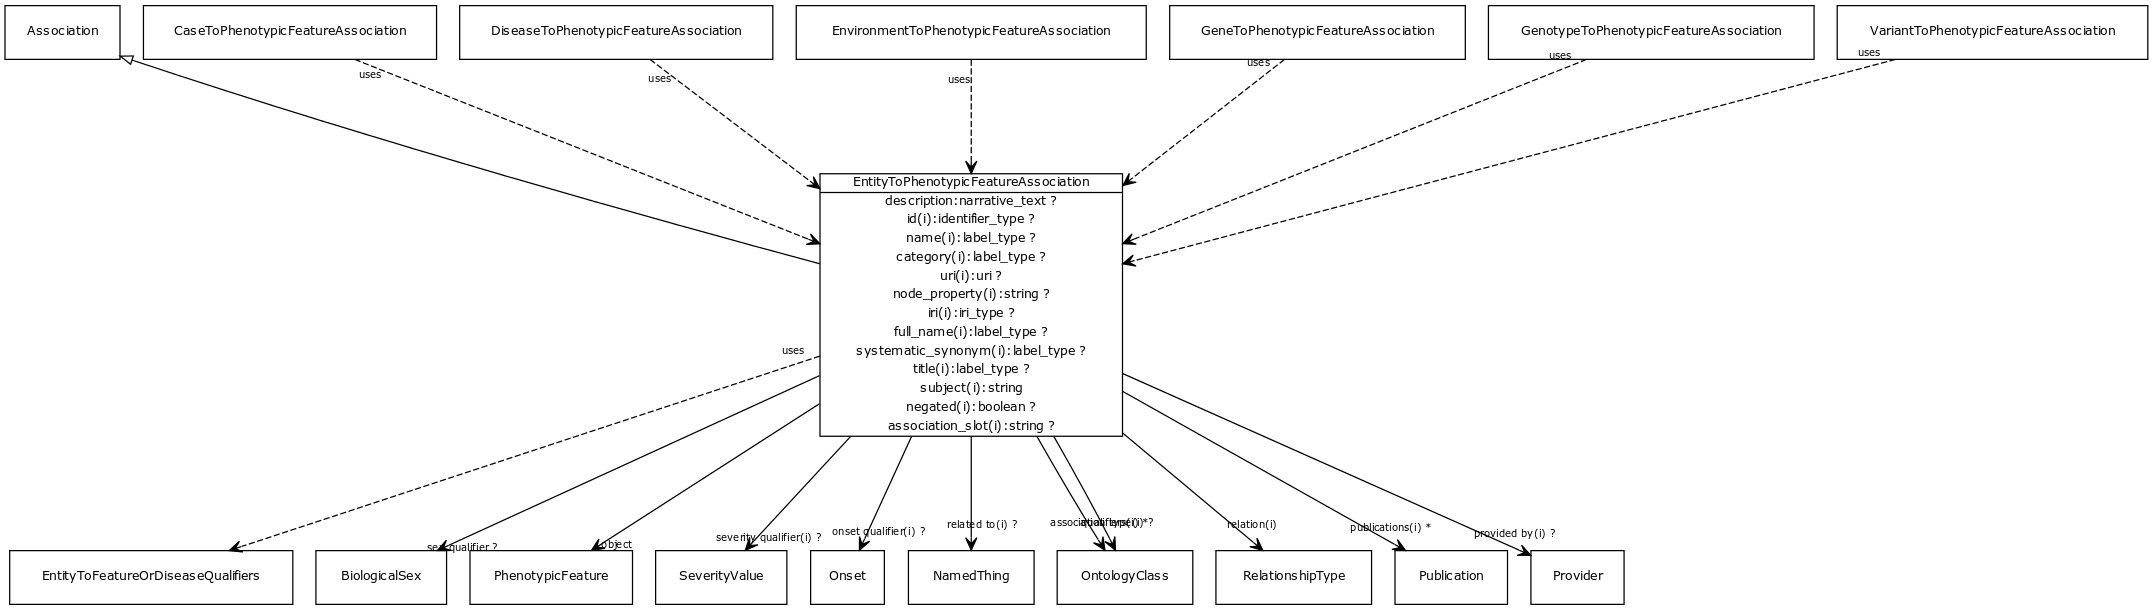 Association
CaseToPhenotypicFeatureAssociation
DiseaseToPhenotypicFeatureAssociation
EnvironmentToPhenotypicFeatureAssociation
GeneToPhenotypicFeatureAssociation
GenotypeToPhenotypicFeatureAssociation
VariantToPhenotypicFeatureAssociation
uses
uses
uses
uses
uses
uses
EntityToPhenotypicFeatureAssociation
description:narrative_text ?
id(i):identifier_type ?
name(i):label_type ?
category(i):label_type ?
uri(i):uri ?
node_property(i):string ?
iri(i):iri_type ?
full_name(i):label_type ?
systematic_synonym(i):label_type ?
title(i):label_type ?
subject(i):string
negated(i):boolean ?
association_slot(i):string ?
uses
sex qualifier ?
object
severity qualifier(i) ?
onset qualifier(i) ?
related to(i) ?
association type(i) ?
qualifiers(i) *
relation(i)
publications(i) *
provided by(i) ?
EntityToFeatureOrDiseaseQualifiers
BiologicalSex
PhenotypicFeature
SeverityValue
Onset
NamedThing
OntologyClass
RelationshipType
Publication
Provider